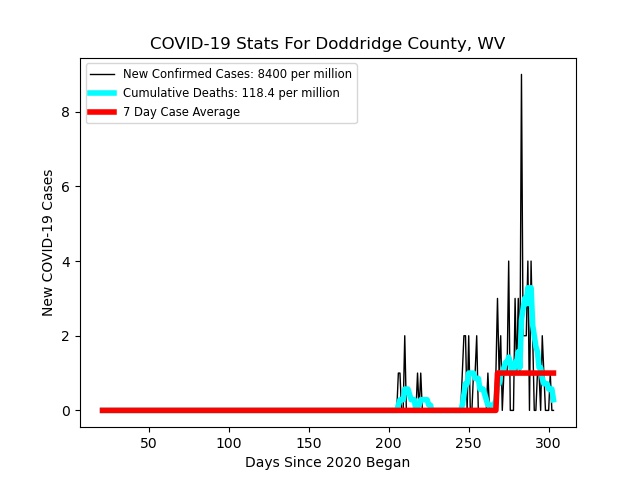 COVID-19 Stats For Doddridge County, WV
New Confirmed Cases: 8400 per million
Cumulative Deaths: 118.4 per million
7 Day Case Average
New COVID-19 Cases
8
6
4
2
0
50 100 150 200 250 300
Days Since 2020 Began